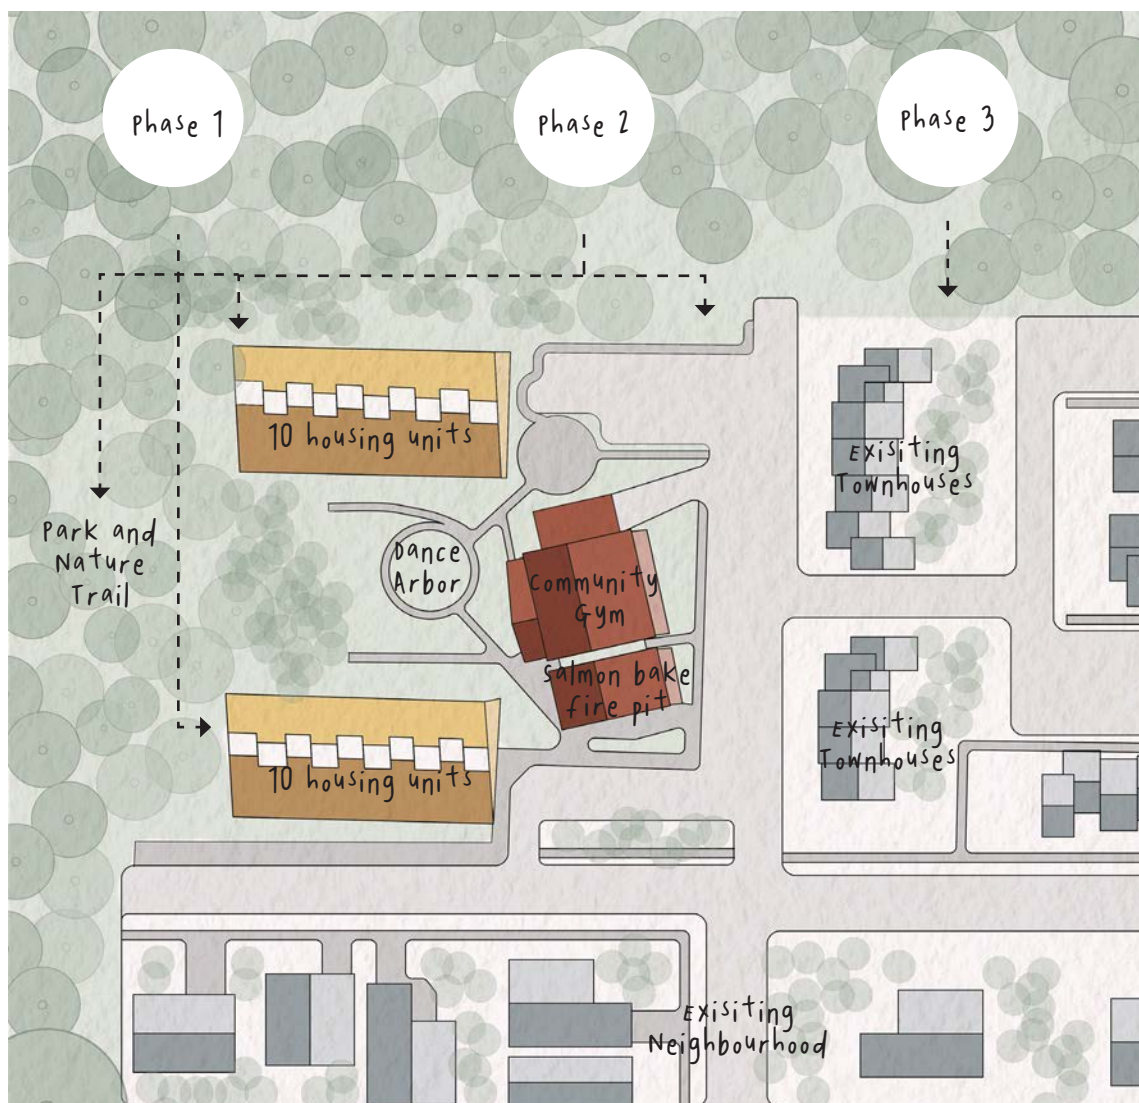 Phase 1
Phase 2
Phase 3
10 housing units
Exisiting
Townhouses
Park and
Nature
Trail
Dance
Arbor
Community
Gym
Salmon bake
fire pit
Exisiting
Townhouses
10 housing units
Exisiting
Neighbourhood